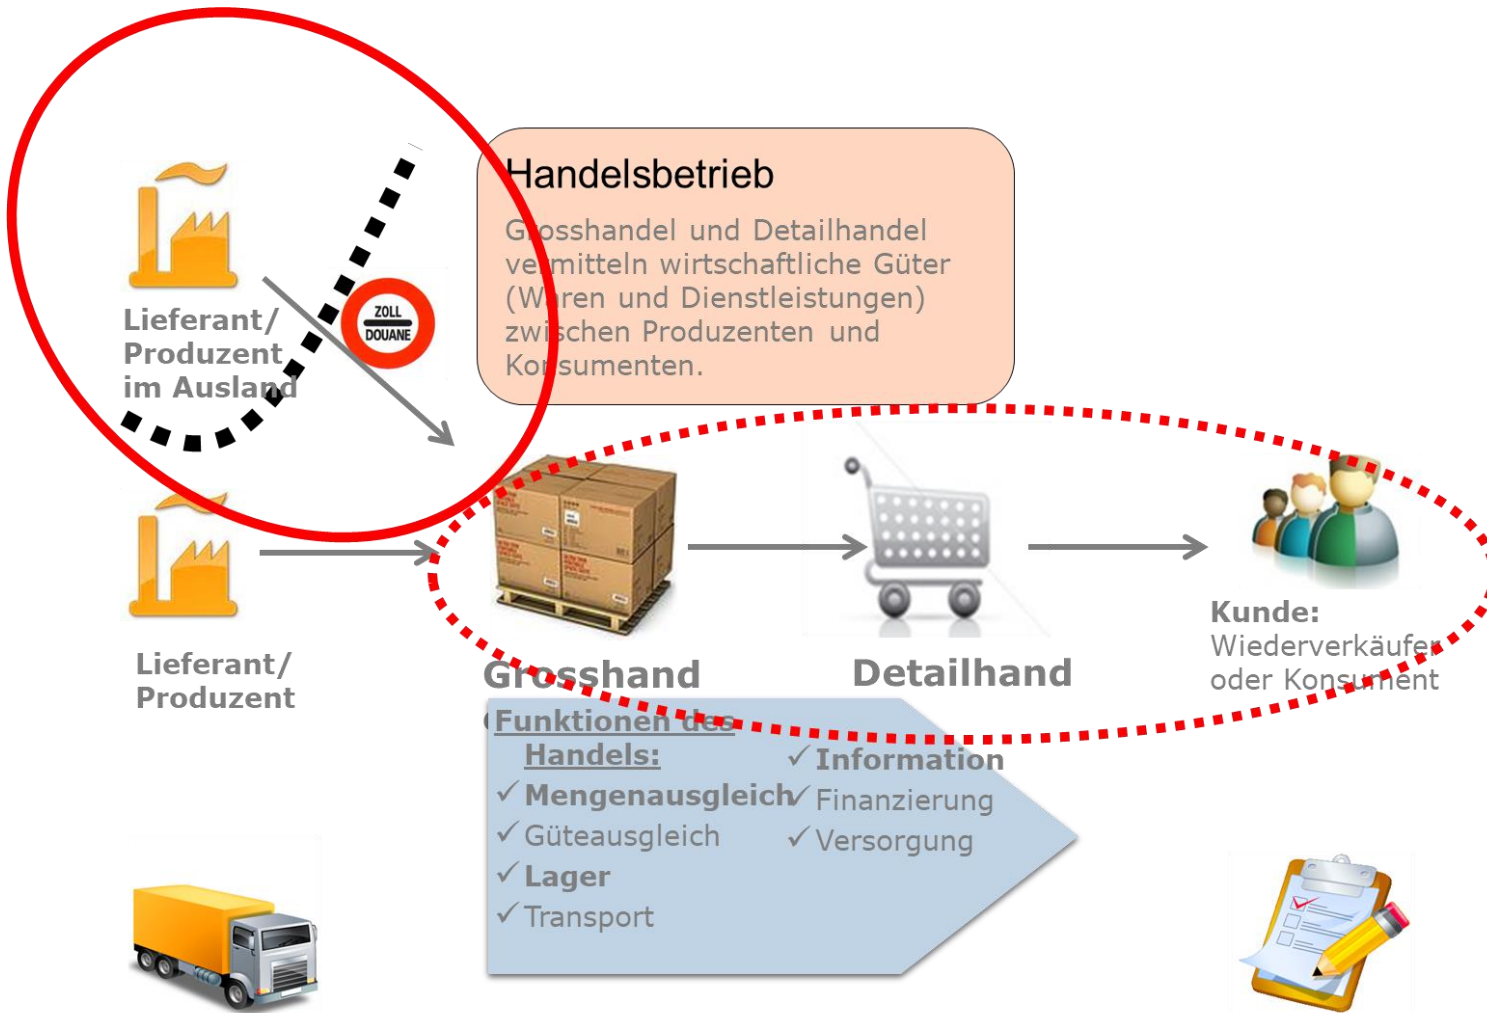 Handelsbetrieb
Grosshandel und Detailhandel
vermitteln wirtschaftliche Güter
(Waren und Dienstleistungen)
zwischen Produzenten und
Konsumenten.
ZOLL
DOUANE
Lieferant/
Produzent
im Ausland
Lieferant/
Produzent
Grosshand
Detailhand
Kunde:
Wiederverkäufer
oder Konsument
Funktionen des
Handels:
✓ Mengenausgleich
✓ Güteausgleich
✓ Lager
✓ Transport
✓ Information
✓ Finanzierung
✓ Versorgung